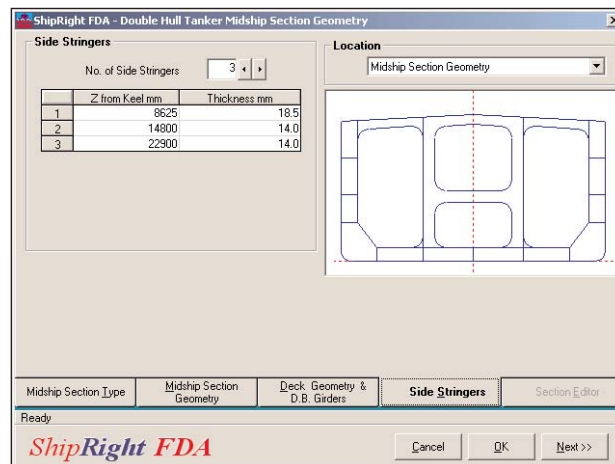 ShipRight FDA - Double Hull Tanker Midship Section Geometry
Side Stringers
No. of Side Stringers 3
Z from Keel mm Thickness mm
1 8625 18.5
2 14800 14.0
3 22900 14.0
Location
Midship Section Geometry
Midship Section Type
Midship Section Geometry
Deck Geometry & D.B. Girders
Side Stringers
Section Editor
Ready
ShipRight FDA
Cancel
OK
Next >>